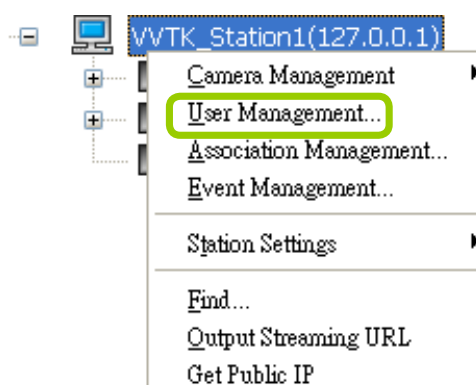 VVTK_Station1(127.0.0.1)
Camera Management
User Management...
Association Management...
Event Management...
Station Settings
Find...
Output Streaming URL
Get Public IP